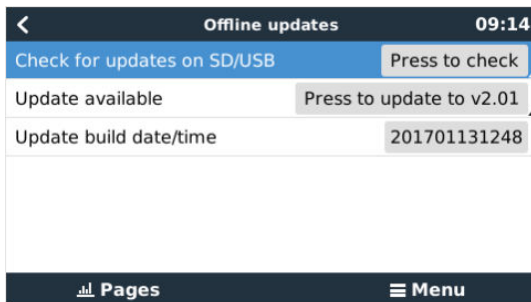 Offline updates 09:14
Check for updates on SD/USB Press to check
Update available Press to update to v2.01
Update build date/time 201701131248
Pages Menu